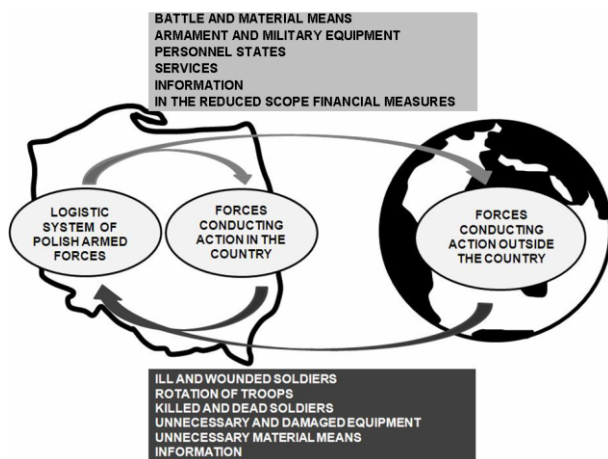 BATTLE AND MATERIAL MEANS
ARMAMENT AND MILITARY EQUIPMENT
PERSONNEL STATES
SERVICES
INFORMATION
IN THE REDUCED SCOPE FINANCIAL MEASURES
LOGISTIC
SYSTEM OF
POLISH ARMED
FORCES
FORCES
CONDUCTING
ACTION IN THE
COUNTRY
FORCES
CONDUCTING
ACTION OUTSIDE
THE COUNTRY
ILL AND WOUNDED SOLDIERS
ROTATION OF TROOPS
KILLED AND DEAD SOLDIERS
UNNECESSARY AND DAMAGED EQUIPMENT
UNNECESSARY MATERIAL MEANS
INFORMATION